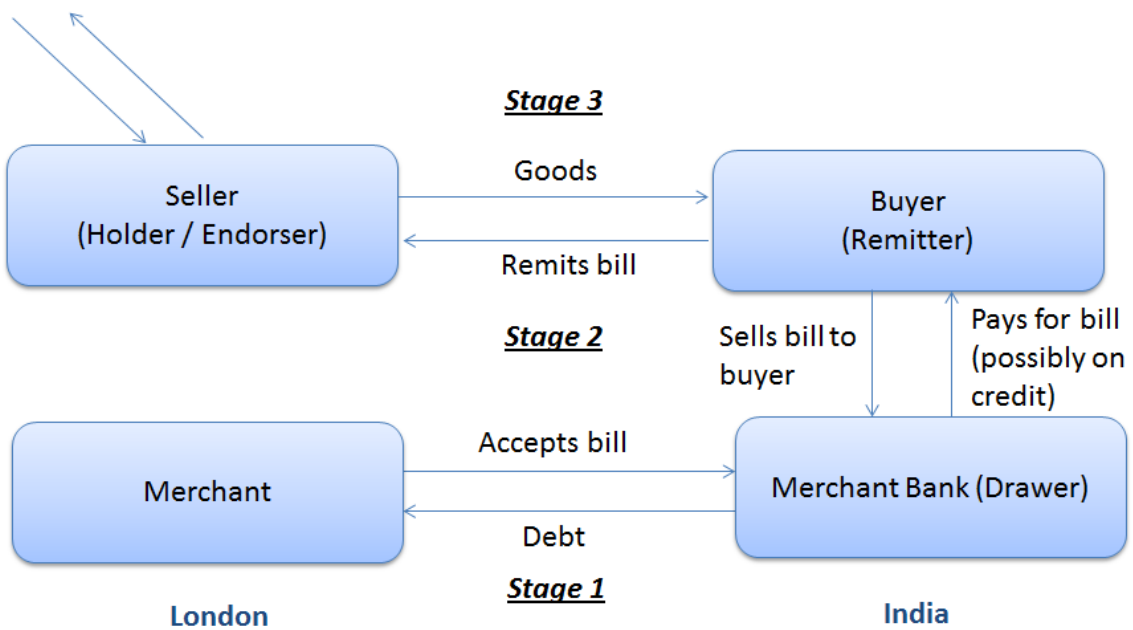 Stage 3
Goods
Seller
(Holder / Endorser)
Buyer
(Remitter)
Remits bill
Stage 2
Sells bill to
buyer
Pays for bill
(possibly on
credit)
Accepts bill
Merchant
Merchant Bank (Drawer)
Debt
Stage 1
London
India